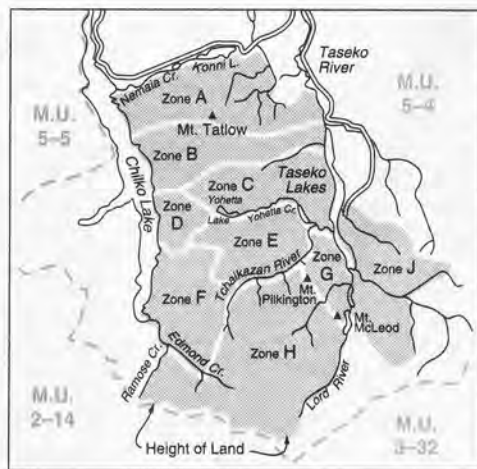 Taseko
River
Konni L.
Nemaia Cr.
Zone A
M.U.
5–5
M.U.
5–4
Mt. Tatlow
Zone B
Chilko Lake
Zone C
Taseko
Lakes
Zone
D
Yohetta
Lake
Yohetta Cr.
Zone E
Zone
G
Zone J
Tchaikazan River
Mt.
Pilkington
Zone F
Mt.
McLeod
Edmond Cr.
Zone H
Ramose Cr.
Lord River
M.U.
2–14
M.U.
3–32
Height of Land